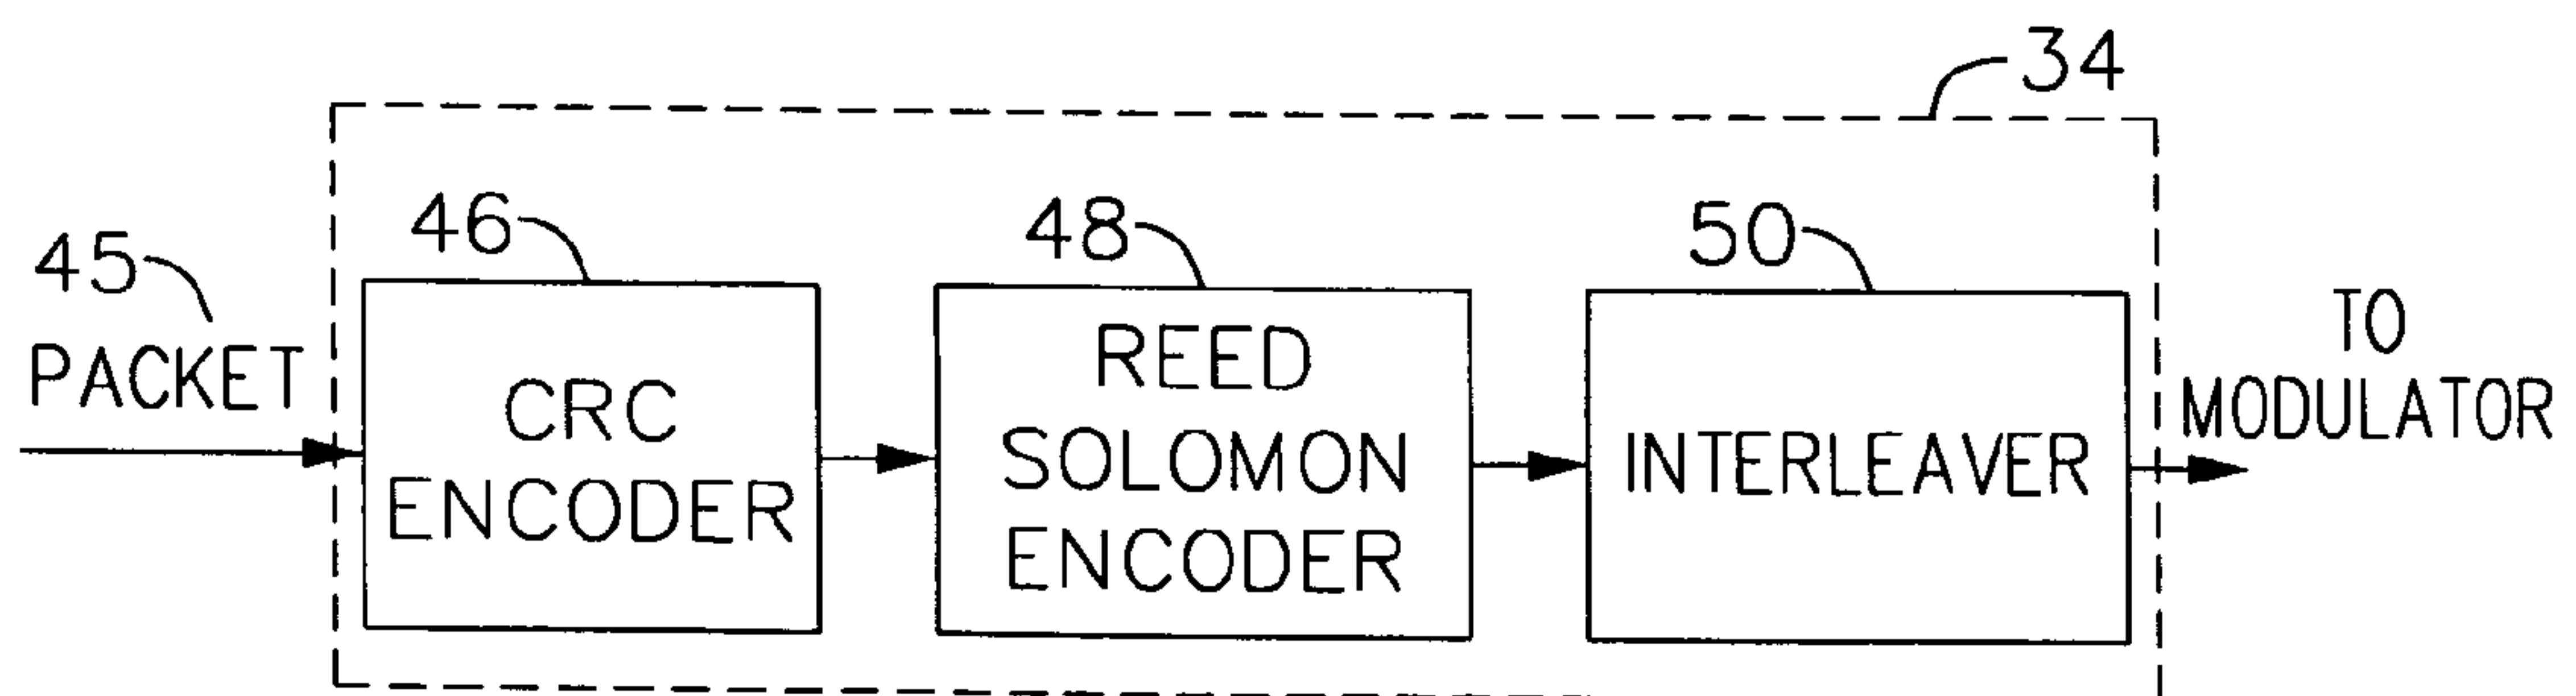 34
45
PACKET
46
CRC
ENCODER
48
REED
SOLOMON
ENCODER
50
INTERLEAVER
TO
MODULATOR